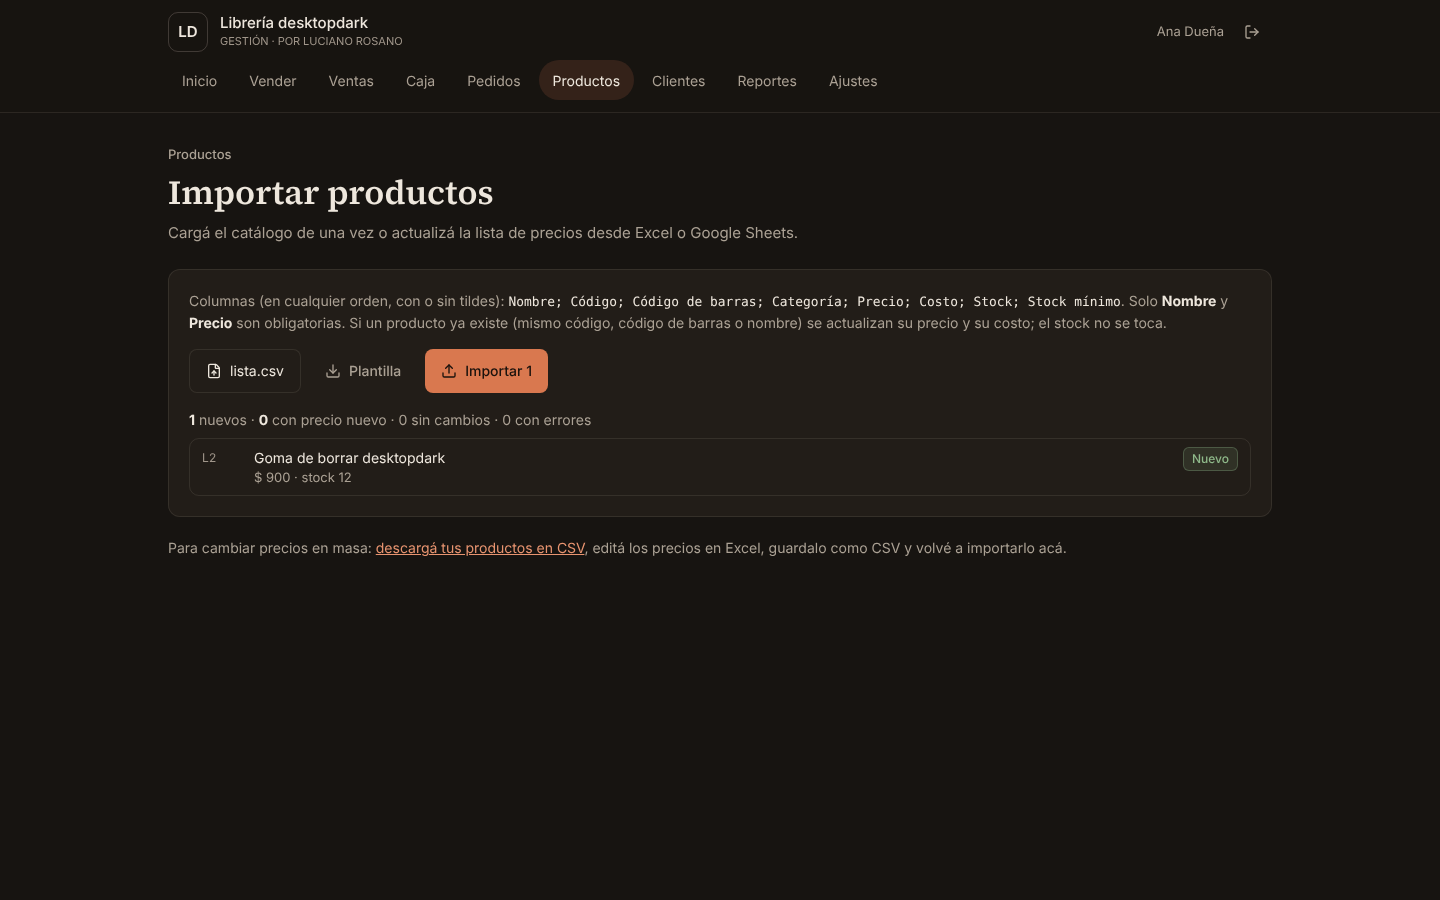 LD
Librería desktopdark
GESTIÓN · POR LUCIANO ROSANO
Ana Dueña
Inicio Vender Ventas Caja Pedidos Productos Clientes Reportes Ajustes
Productos
Importar productos
Cargá el catálogo de una vez o actualizá la lista de precios desde Excel o Google Sheets.
Columnas (en cualquier orden, con o sin tildes): Nombre; Código; Código de barras; Categoría; Precio; Costo; Stock; Stock mínimo. Solo Nombre y
Precio son obligatorias. Si un producto ya existe (mismo código, código de barras o nombre) se actualizan su precio y su costo; el stock no se toca.
lista.csv Plantilla Importar 1
1 nuevos · 0 con precio nuevo · 0 sin cambios · 0 con errores
L2 Goma de borrar desktopdark Nuevo
$ 900 · stock 12
Para cambiar precios en masa: descargá tus productos en CSV, editá los precios en Excel, guardalo como CSV y volvé a importarlo acá.